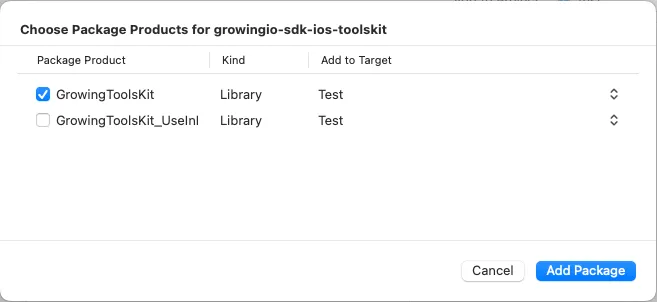 Choose Package Products for growingio-sdk-ios-toolskit
Package Product Kind Add to Target
GrowingToolsKit Library Test
GrowingToolsKit_UseInI Library Test
Cancel Add Package